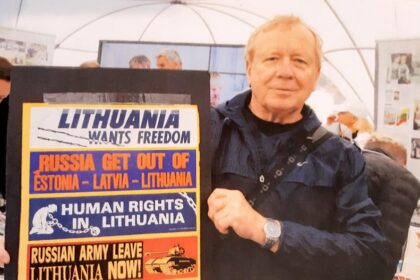 LITHUANIA
WANTS FREEDOM
RUSSIA GET OUT OF
ESTONIA - LATVIA - LITHUANIA
HUMAN RIGHTS
IN LITHUANIA
RUSSIAN ARMY LEAVE
LITHUANIA NOW!